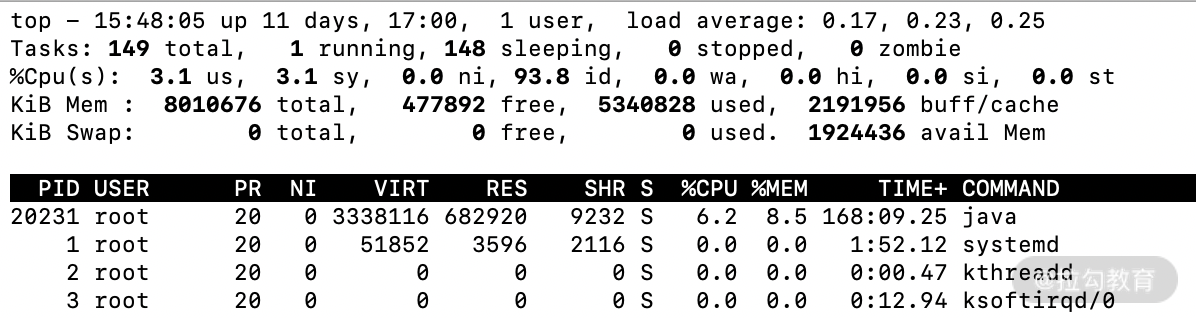 top - 15:48:05 up 11 days, 17:00,  1 user,  load average: 0.17, 0.23, 0.25
Tasks: 149 total,   1 running, 148 sleeping,   0 stopped,   0 zombie
%Cpu(s):  3.1 us,  3.1 sy,  0.0 ni, 93.8 id,  0.0 wa,  0.0 hi,  0.0 si,  0.0 st
KiB Mem :  8010676 total,   477892 free,  5340828 used,  2191956 buff/cache
KiB Swap:        0 total,        0 free,        0 used.  1924436 avail Mem
  PID USER      PR  NI    VIRT    RES    SHR S  %CPU %MEM     TIME+ COMMAND
20231 root      20   0 3338116 682920   9232 S   6.2  8.5 168:09.25 java
    1 root      20   0   51852   3596   2116 S   0.0  0.0   1:52.12 systemd
    2 root      20   0       0      0      0 S   0.0  0.0   0:00.47 kthreadd
    3 root      20   0       0      0      0 S   0.0  0.0   0:12.94 ksoftirqd/0
@拉勾教育